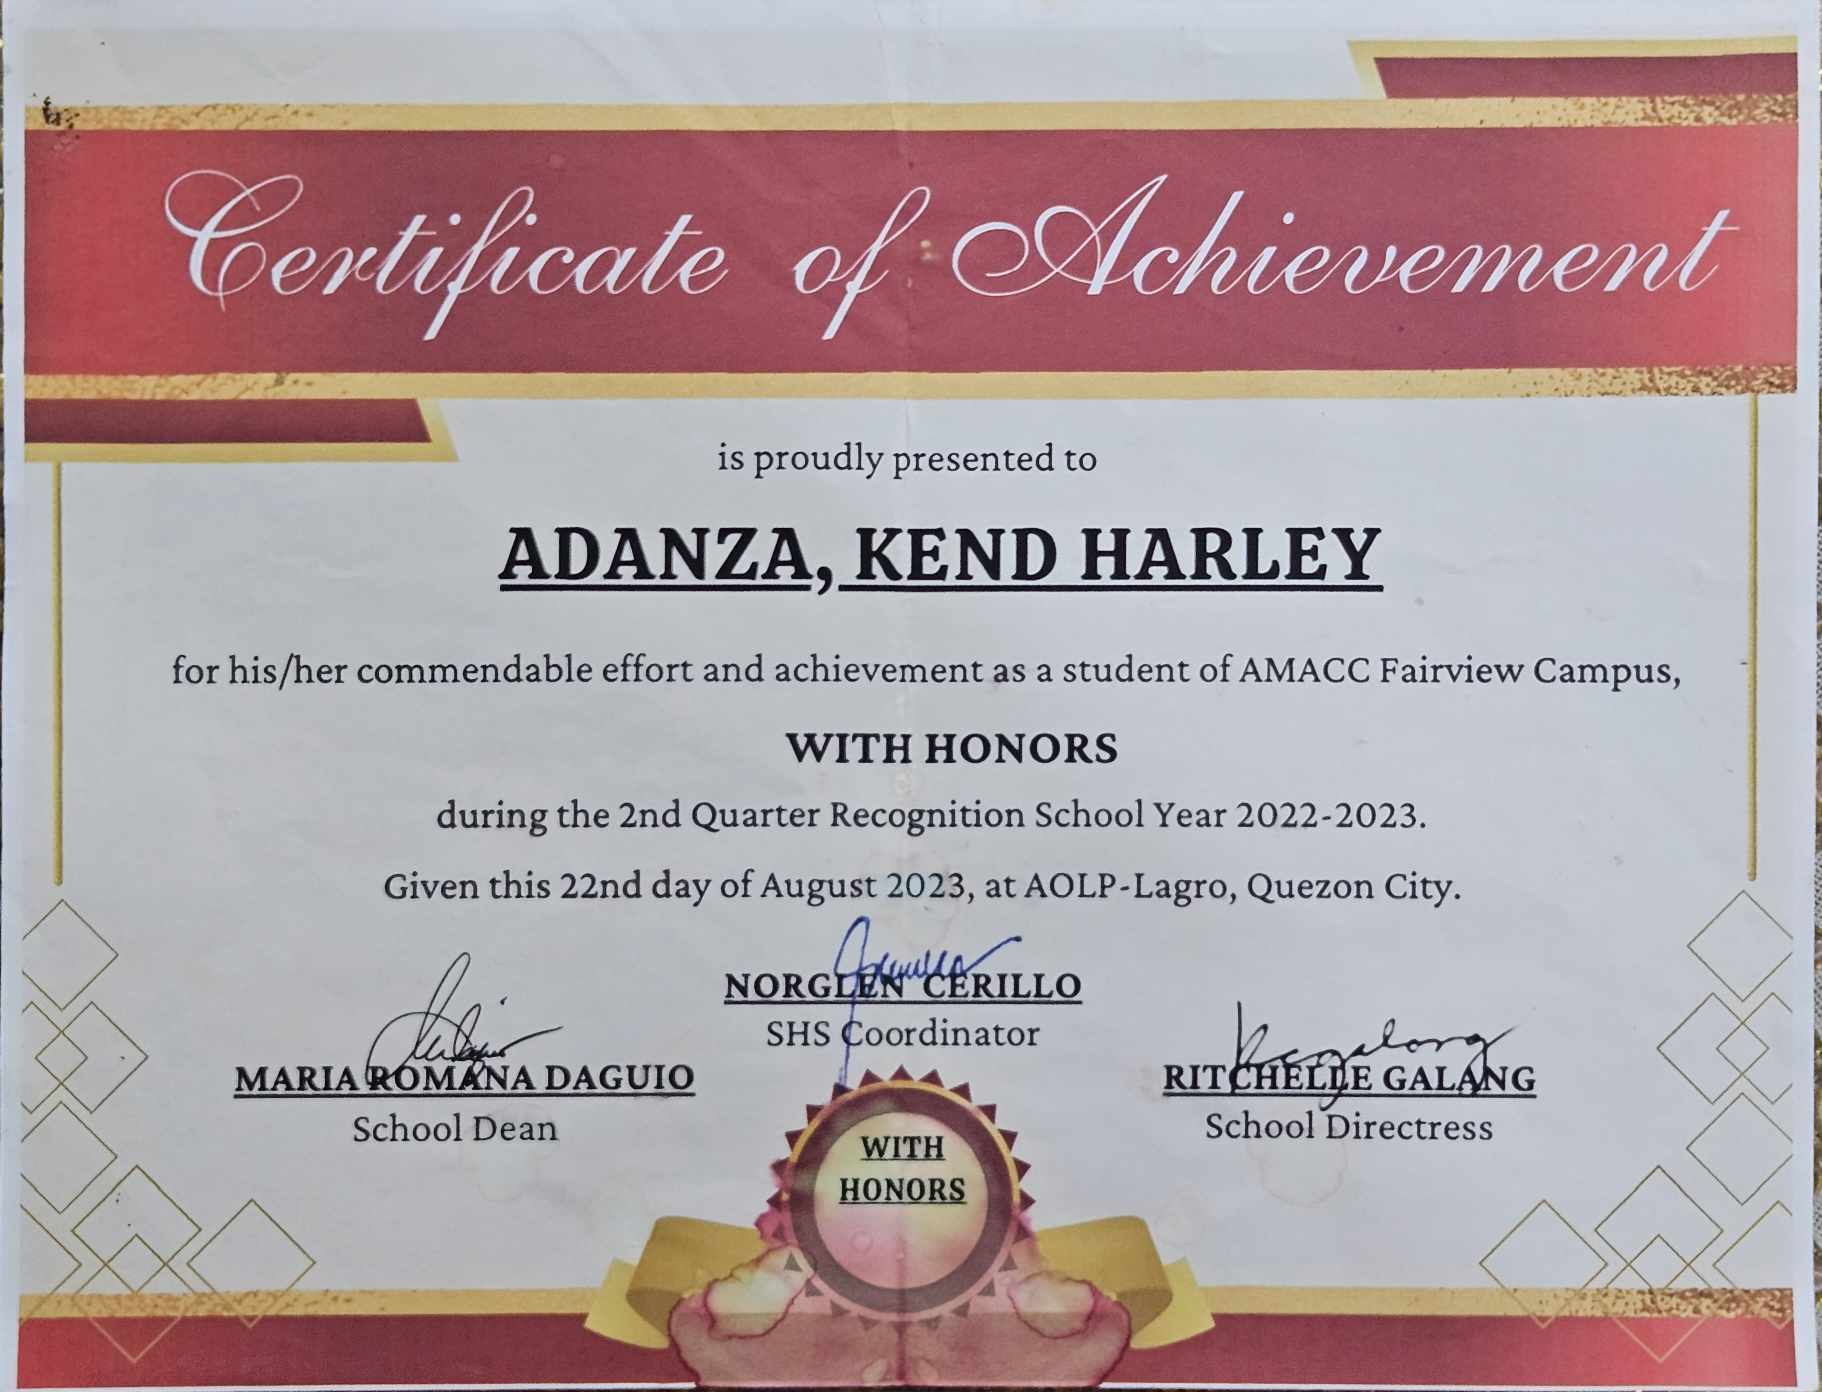 Certificate of Achievement
is proudly presented to
ADANZA, KEND HARLEY
for his/her commendable effort and achievement as a student of AMACC Fairview Campus,
WITH HONORS
during the 2nd Quarter Recognition School Year 2022-2023.
Given this 22nd day of August 2023, at AOLP-Lagro, Quezon City.
NORGLEN CERILLO
SHS Coordinator
MARIA ROMANA DAGUIO
School Dean
RITCHELLE GALANG
School Directress
WITH
HONORS